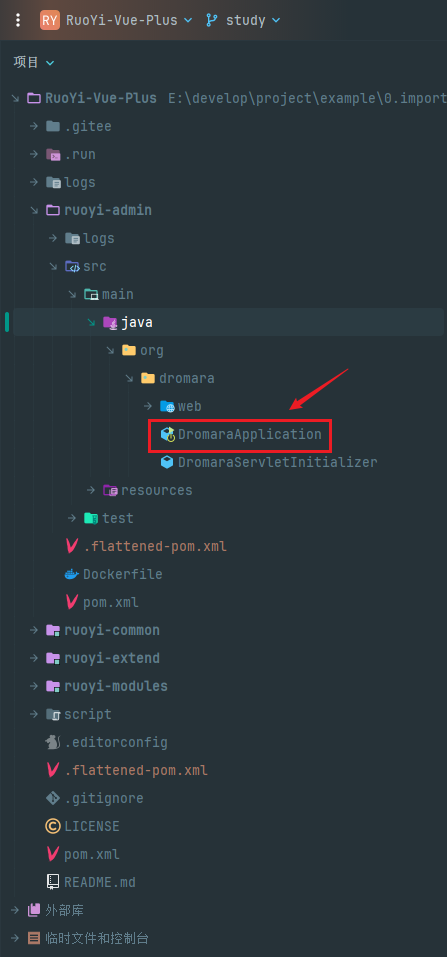 RY RuoYi-Vue-Plus study
项目
RuoYi-Vue-Plus E:\develop\project\example\0.import
.gitee
.run
logs
ruoyi-admin
logs
src
main
java
org
dromara
web
DromaraApplication
DromaraServletInitializer
resources
test
.flattened-pom.xml
Dockerfile
pom.xml
ruoyi-common
ruoyi-extend
ruoyi-modules
script
.editorconfig
.flattened-pom.xml
.gitignore
LICENSE
pom.xml
README.md
外部库
临时文件和控制台